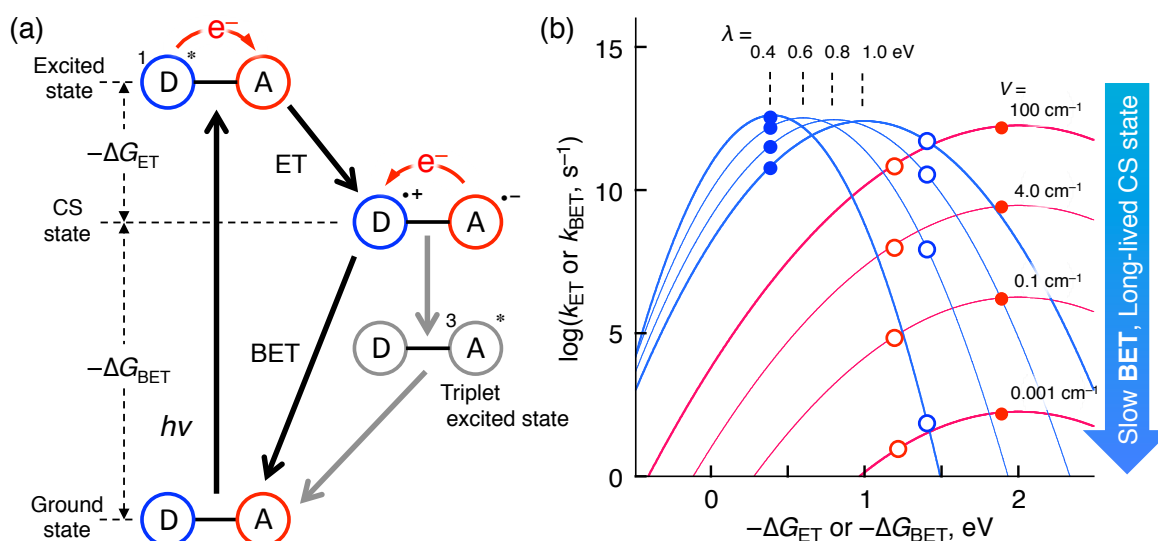 (a)
e–
1
*
D
A
Excited
state
−ΔG_ET
ET
e–
•+
•−
CS
state
D
A
3
*
D
A
−ΔG_BET
BET
Triplet
excited state
hν
Ground
state
D
A
(b)
λ =
0.4
0.6
0.8
1.0 eV
V =
100 cm⁻¹
4.0 cm⁻¹
0.1 cm⁻¹
0.001 cm⁻¹
15
10
5
0
log(k_ET or k_BET, s⁻¹)
0
1
2
−ΔG_ET or −ΔG_BET, eV
Slow BET, Long-lived CS state